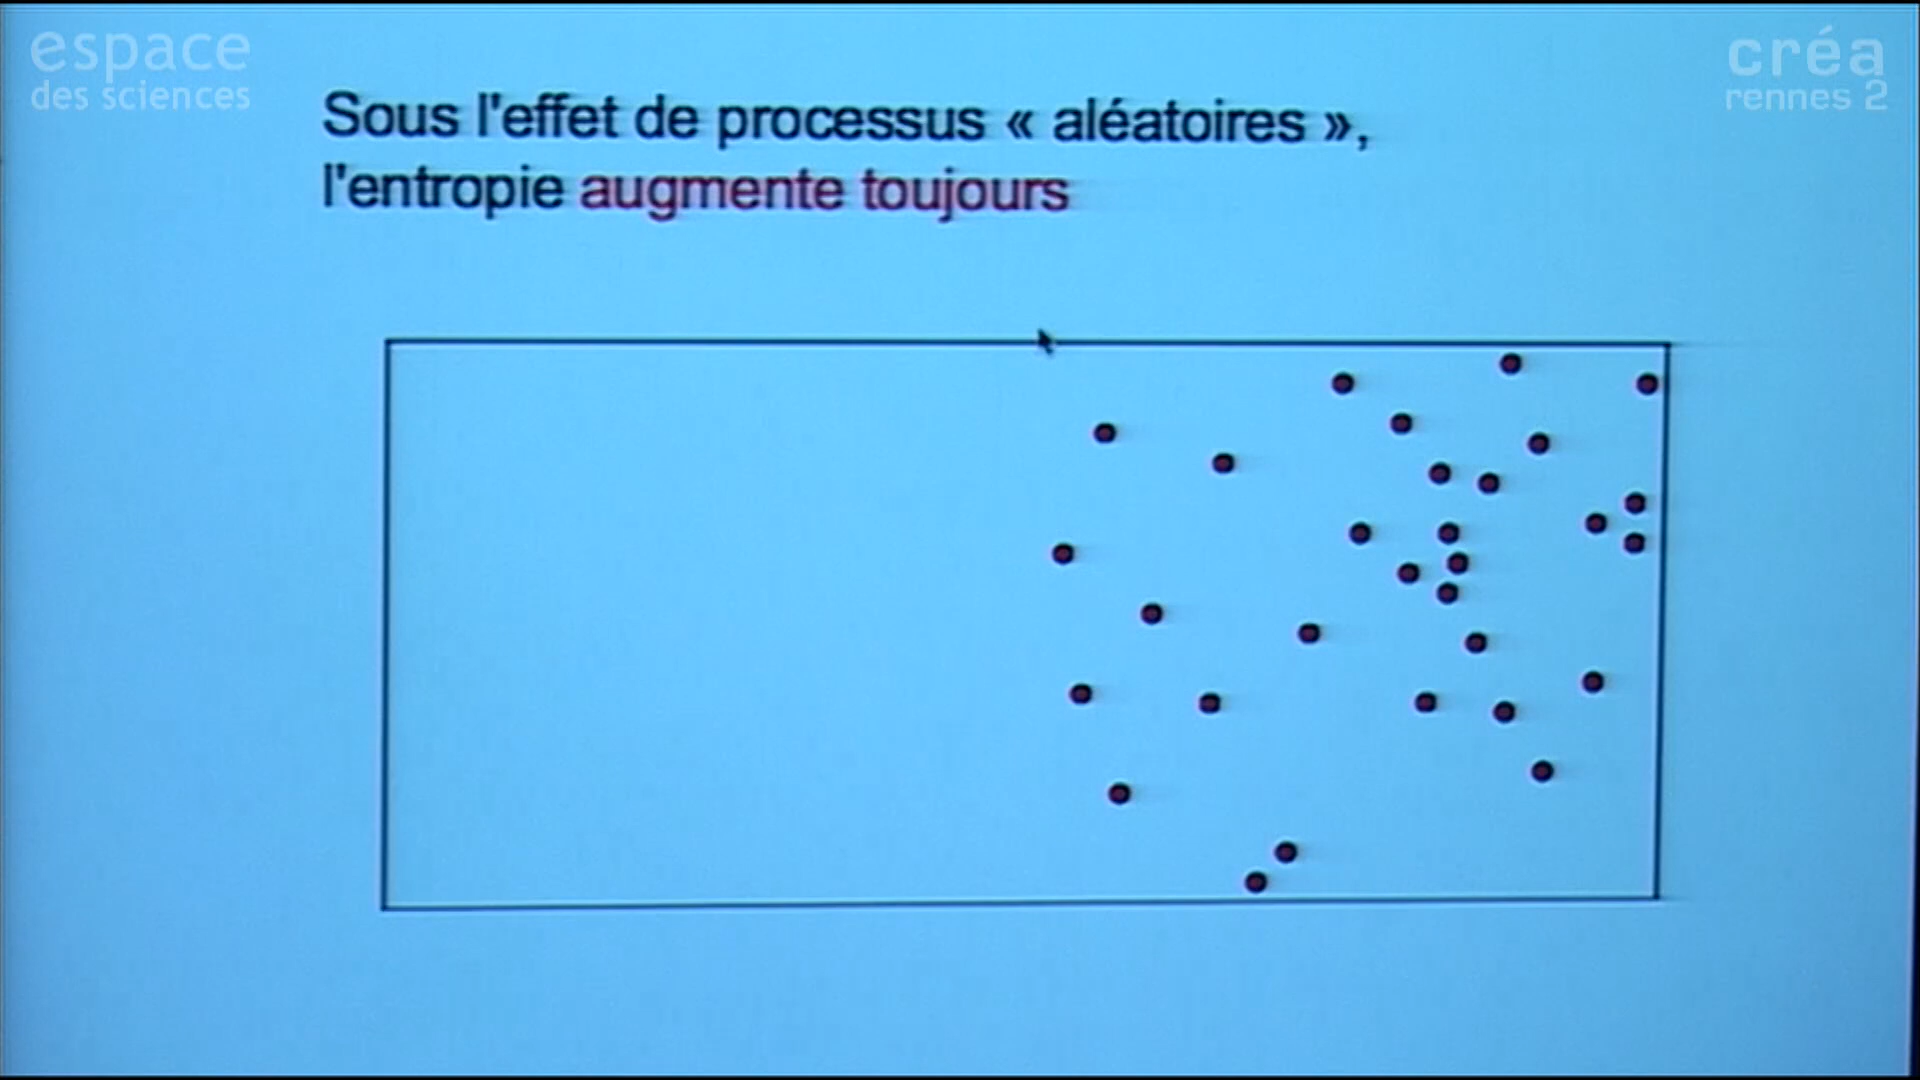 espace
des sciences
créa
rennes 2
Sous l'effet de processus « aléatoires »,
l'entropie augmente toujours